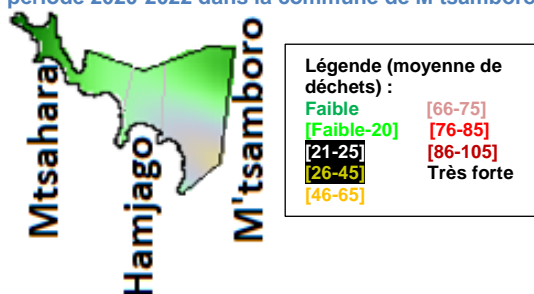 période 2020-2022 dans la commune de M'tsamboro
Mtsahara
Hamjago
M'tsamboro
Légende (moyenne de
déchets) :
Faible [66-75]
[Faible-20] [76-85]
[21-25] [86-105]
[26-45] Très forte
[46-65]